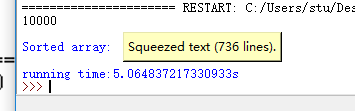 ====================== RESTART: C:/Users/stu/Des
10000
Sorted array: Squeezed text (736 lines).
running time:5.064837217330933s
>>>